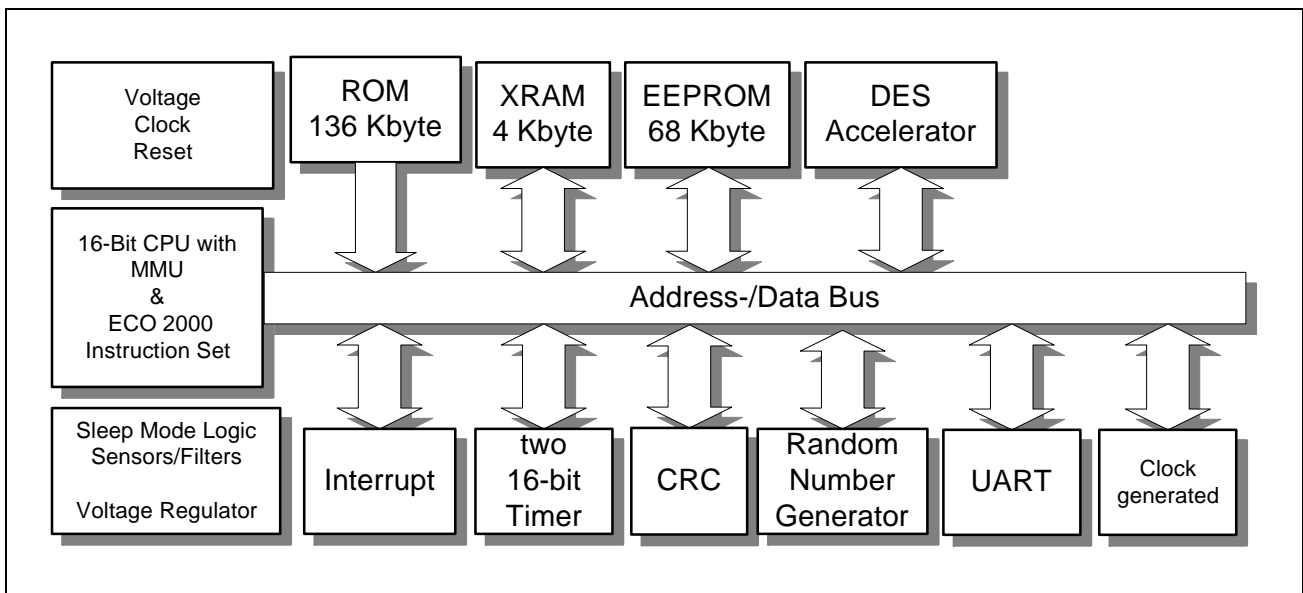 Voltage
Clock
Reset
ROM
136 Kbyte
XRAM
4 Kbyte
EEPROM
68 Kbyte
DES
Accelerator
16-Bit CPU with
MMU
&
ECO 2000
Instruction Set
Address-/Data Bus
Sleep Mode Logic
Sensors/Filters
Voltage Regulator
Interrupt
two
16-bit
Timer
CRC
Random
Number
Generator
UART
Clock
generated